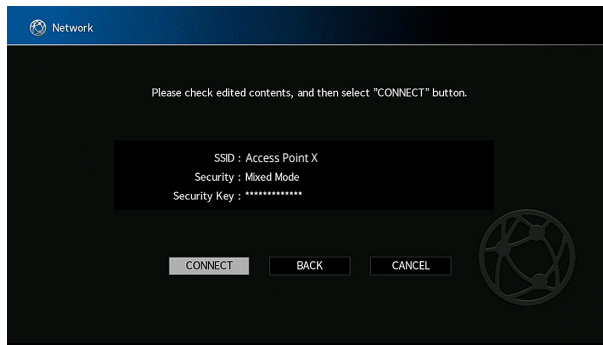 Network
Please check edited contents, and then select "CONNECT" button.
SSID : Access Point X
Security : Mixed Mode
Security Key : *************
CONNECT BACK CANCEL